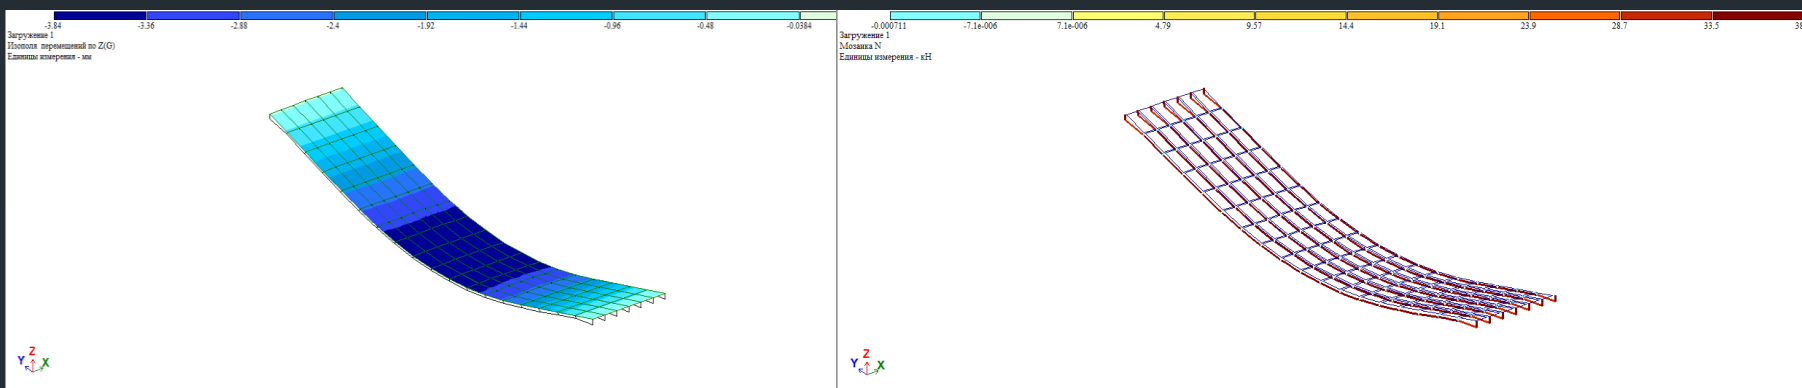 -3.84 -3.36 -2.88 -2.4 -1.92 -1.44 -0.96 -0.48 -0.0384
Загружение 1
Изополя перемещений по Z(G)
Единицы измерения - мм
Z
Y X
-0.000711 -7.1e-006 7.1e-006 4.79 9.57 14.4 19.1 23.9 28.7 33.5
Загружение 1
Мозаика N
Единицы измерения - кН
Z
Y X